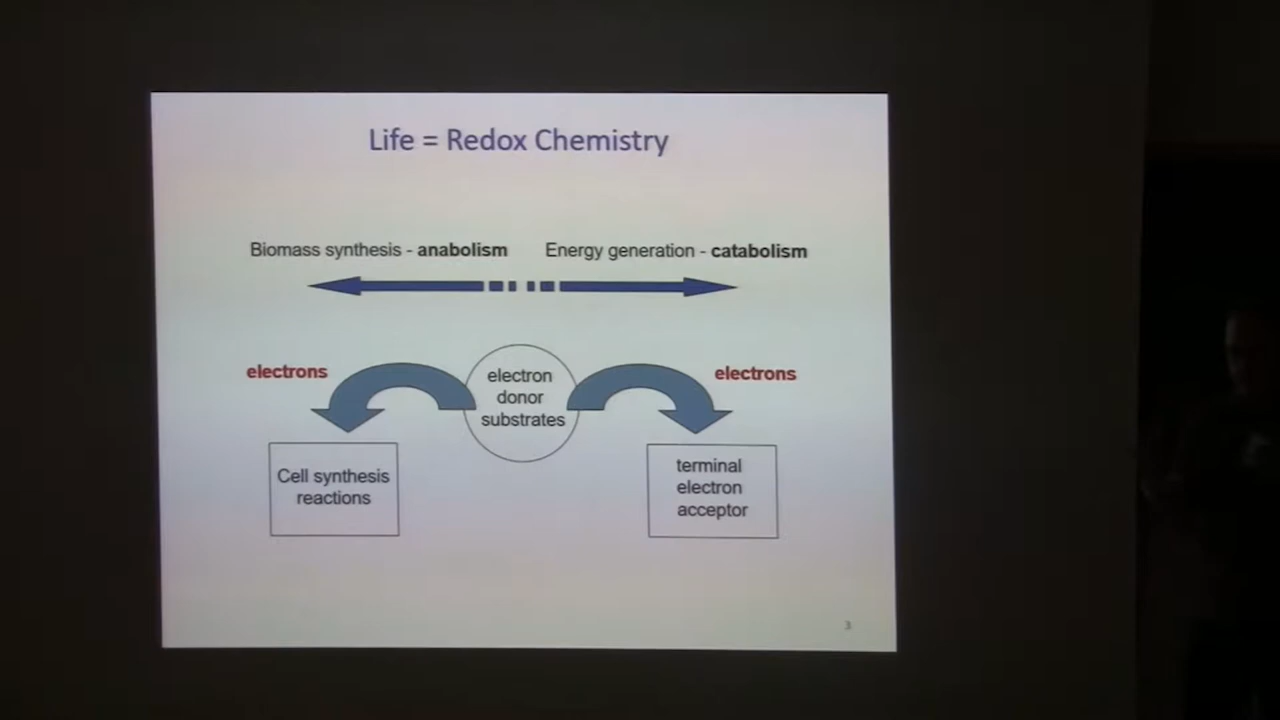 Life = Redox Chemistry
Biomass synthesis - anabolism
Energy generation - catabolism
electrons
electron
donor
substrates
electrons
Cell synthesis
reactions
terminal
electron
acceptor
3